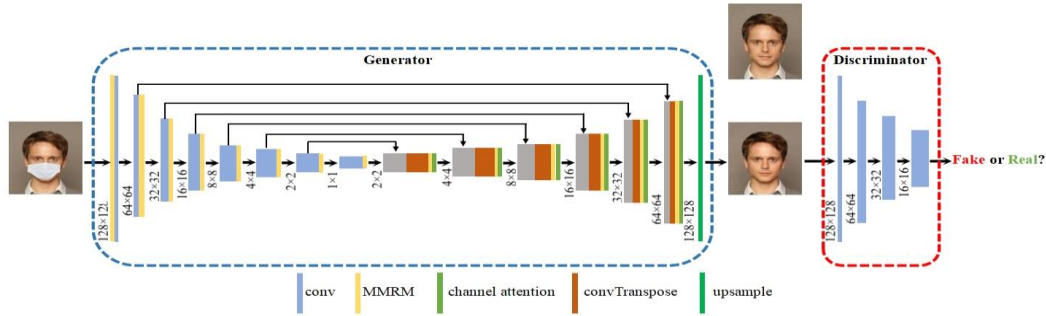 Generator
Discriminator
128×128
64×64
32×32
16×16
8×8
4×4
2×2
1×1
2×2
4×4
8×8
16×16
32×32
64×64
128×128
128×128
64×64
32×32
16×16
Fake or Real?
conv
MMRM
channel attention
convTranspose
upsample